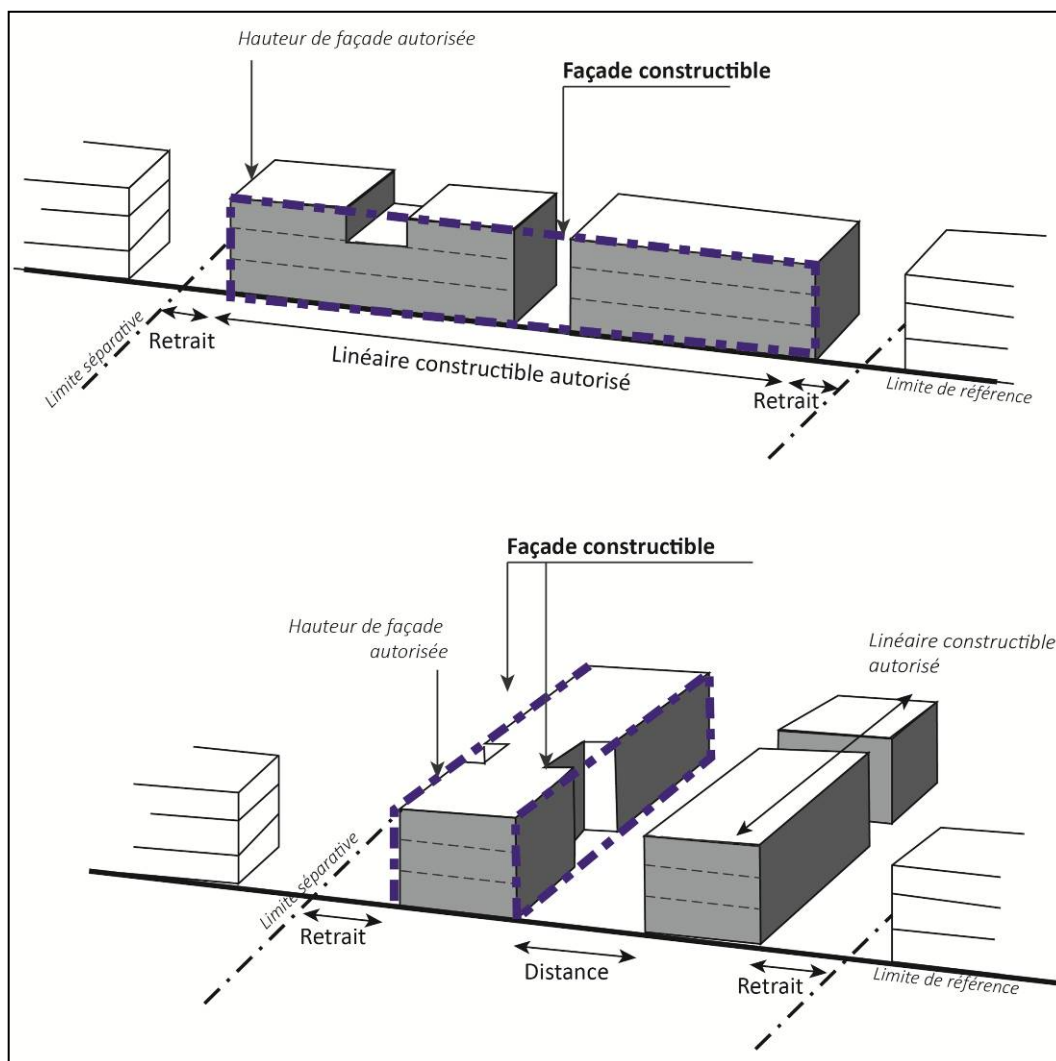 Hauteur de façade autorisée
Façade constructible
Limite séparative
Retrait
Linéaire constructible autorisé
Retrait
Limite de référence
Façade constructible
Hauteur de façade
autorisée
Linéaire constructible
autorisé
Limite séparative
Retrait
Distance
Retrait
Limite de référence